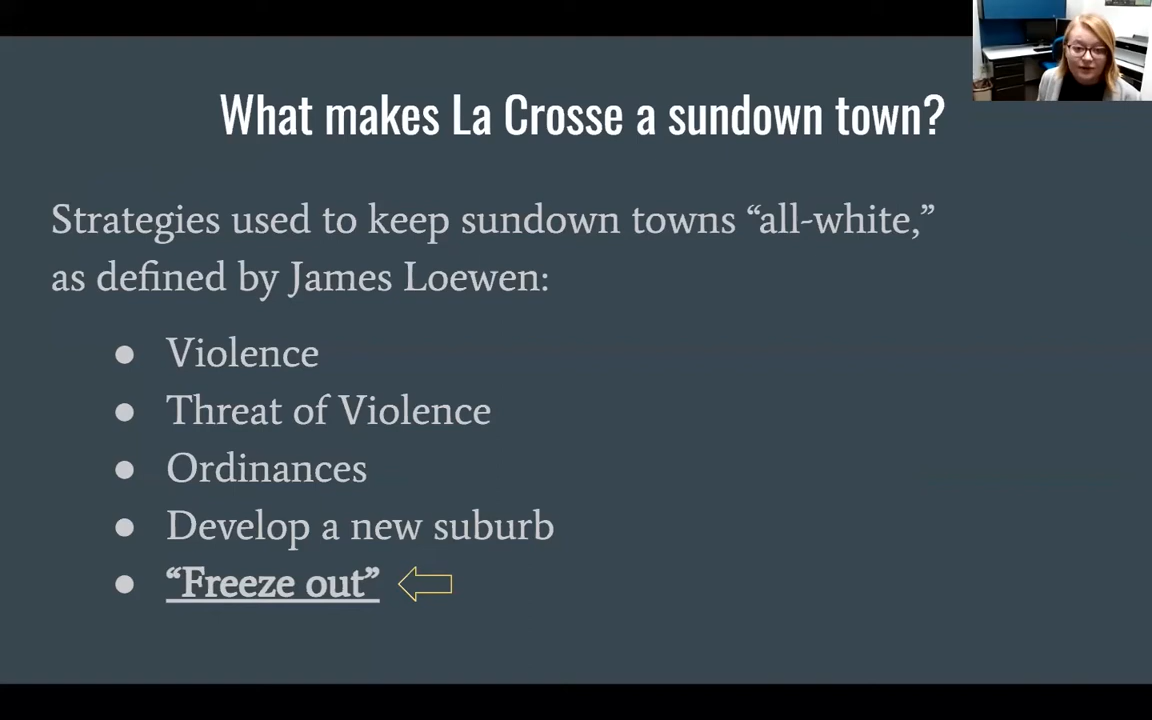 What makes La Crosse a sundown town?
Strategies used to keep sundown towns “all-white,”
as defined by James Loewen:
● Violence
● Threat of Violence
● Ordinances
● Develop a new suburb
● “Freeze out”